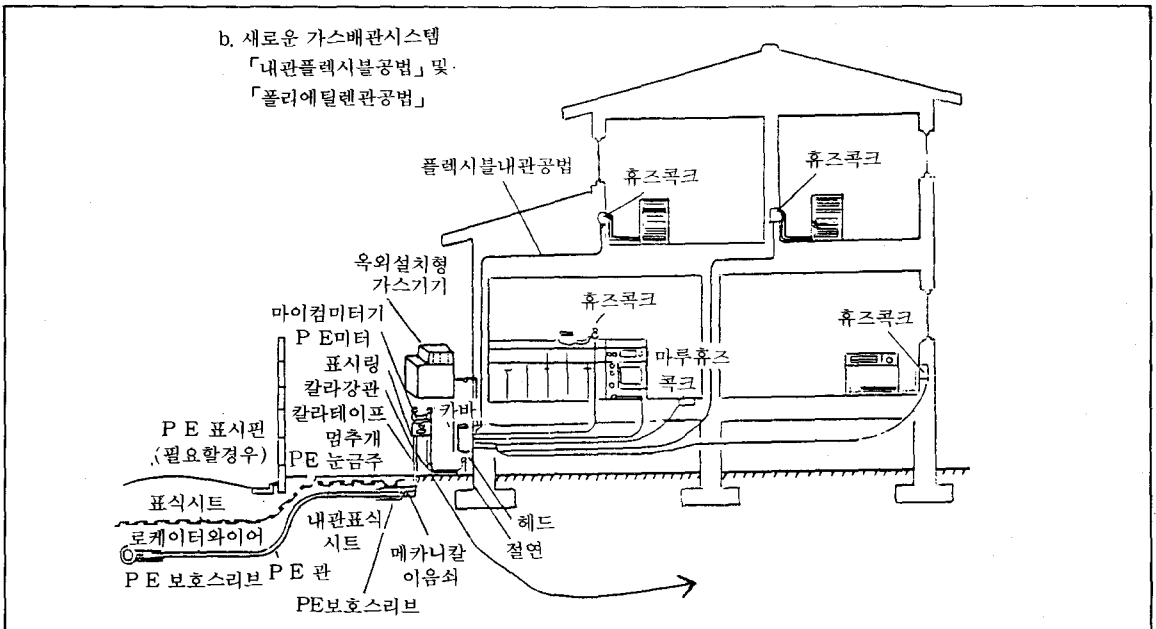 b. 새로운 가스배관시스템
「내관플렉시블공법」 및
「폴리에틸렌관공법」
플렉시블내관공법
휴즈콕크
휴즈콕크
옥외설치형
가스기기
마이컴미터기
P E미터
표시링
칼라강관
칼라테이프
카바
멈추개
PE 눈금주
휴즈콕크
마루휴즈
콕크
휴즈콕크
P E 표시핀
(필요할경우)
표식시트
로케이터와이어
내관표식
시트
P E 보호스리브
P E 관
PE보호스리브
메카니칼
이음쇠
헤드
절연